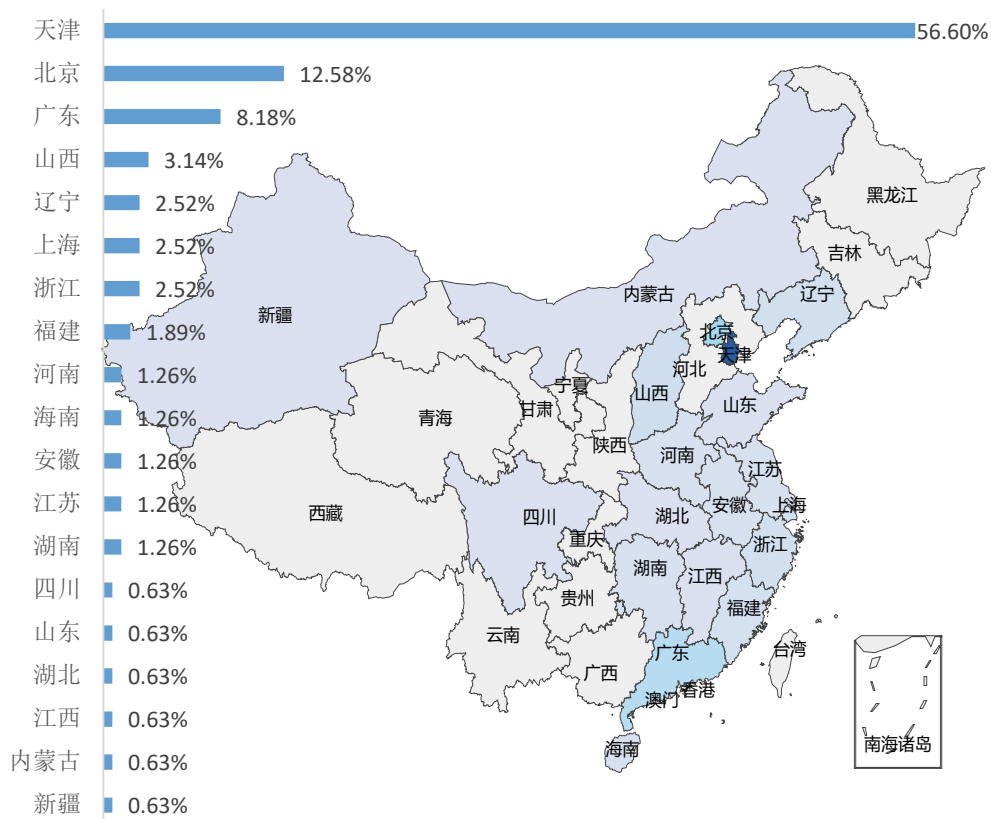 天津 56.60%
北京 12.58%
广东 8.18%
山西 3.14%
辽宁 2.52%
上海 2.52%
浙江 2.52%
福建 1.89%
河南 1.26%
海南 1.26%
安徽 1.26%
江苏 1.26%
湖南 1.26%
四川 0.63%
山东 0.63%
湖北 0.63%
江西 0.63%
内蒙古 0.63%
新疆 0.63%
黑龙江
吉林
辽宁
内蒙古
新疆
北京
天津
河北
宁夏
山西
山东
甘肃
青海
陕西
河南
江苏
安徽
上海
西藏
四川
湖北
重庆
浙江
湖南
江西
贵州
福建
云南
台湾
广东
广西
香港
澳门
海南
南海诸岛